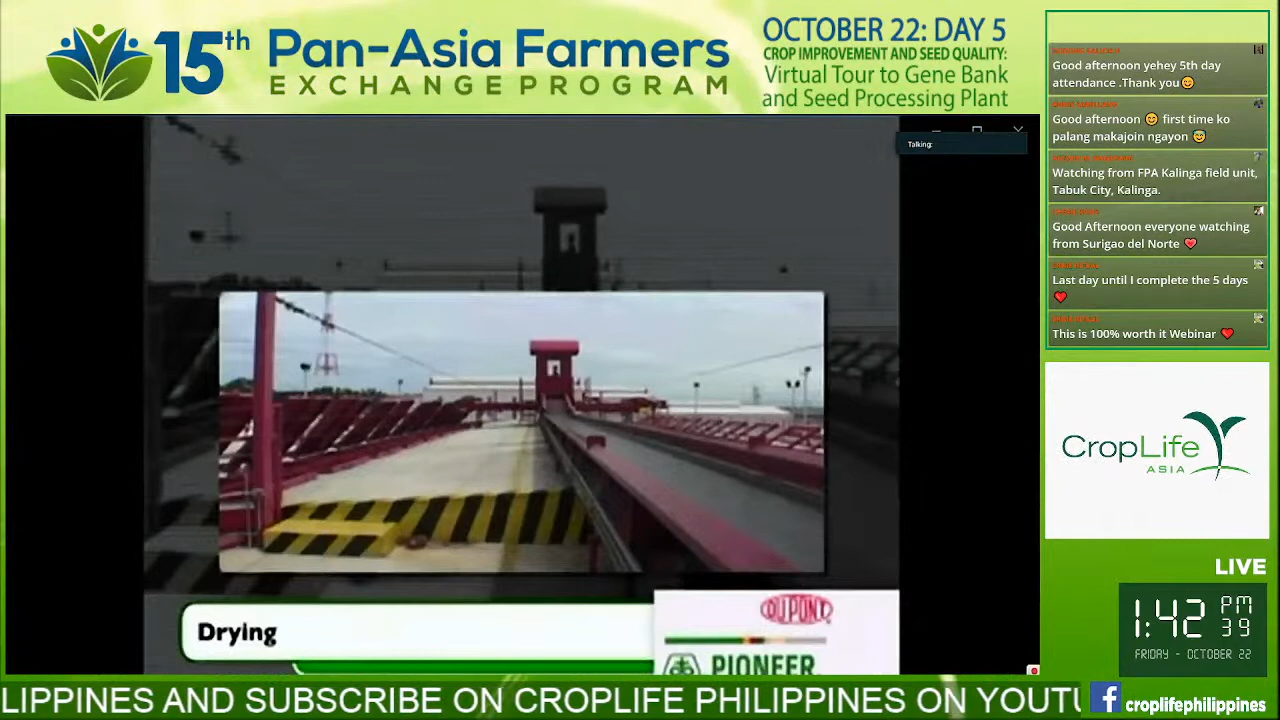 15th
Pan-Asia Farmers
EXCHANGE PROGRAM
OCTOBER 22: DAY 5
CROP IMPROVEMENT AND SEED QUALITY:
Virtual Tour to Gene Bank
and Seed Processing Plant
Talking:
Drying
DUPONT
PIONEER
Good afternoon yehey 5th day
attendance .Thank you
Good afternoon 😊 first time ko
palang makajoin ngayon 😇
Watching from FPA Kalinga field unit,
Tabuk City, Kalinga.
Good Afternoon everyone watching
from Surigao del Norte ❤
Last day until I complete the 5 days
❤
This is 100% worth it Webinar ❤
CropLife
ASIA
LIVE
1:42 PM
39
FRIDAY - OCTOBER 22
LIPPINES AND SUBSCRIBE ON CROPLIFE PHILIPPINES ON YOUTU
croplifephilippines